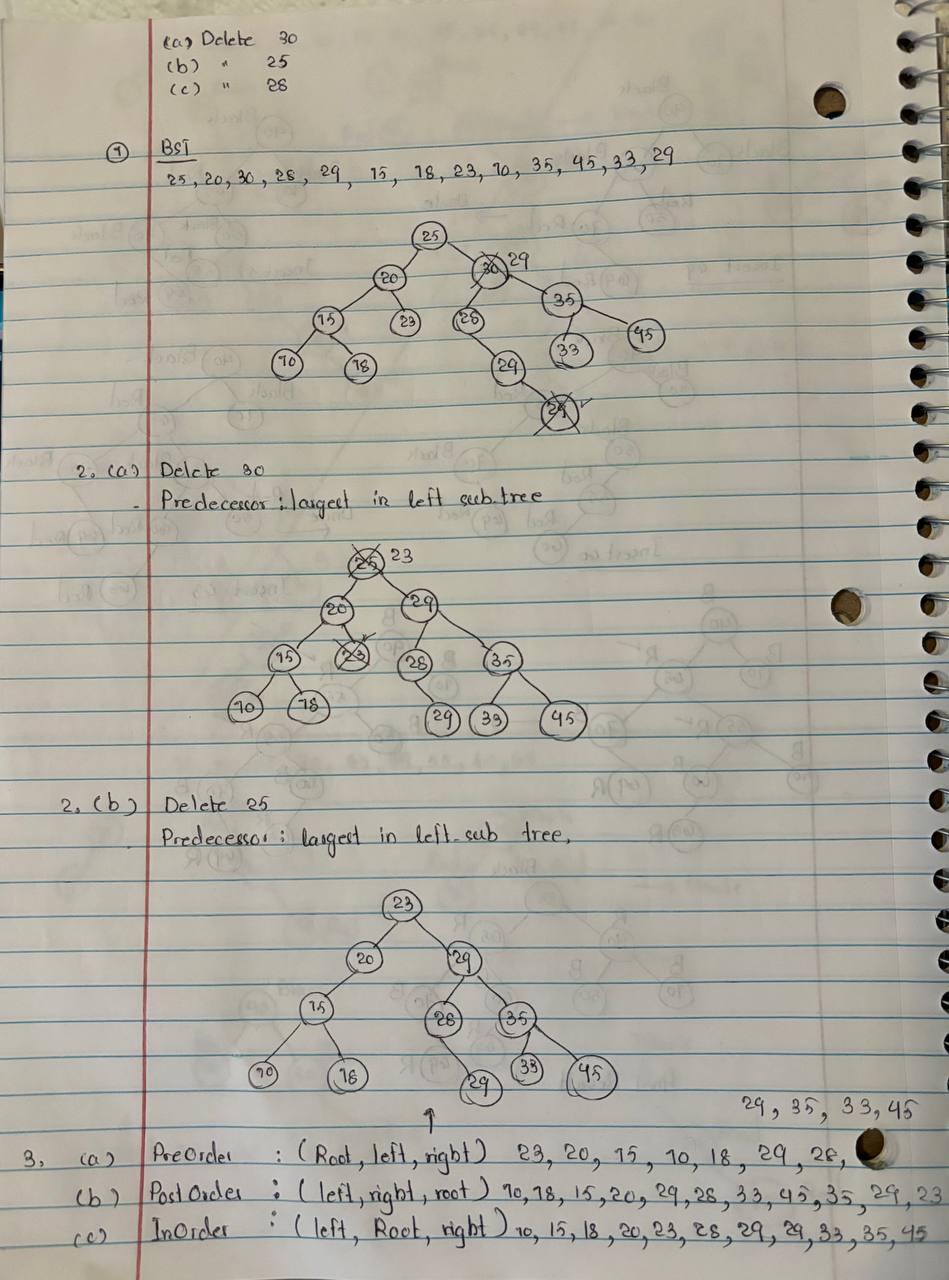 (a) Delete 30
(b) " 25
(c) " 28
① BST
25, 20, 30, 28, 29, 15, 18, 23, 10, 35, 45, 33, 29
25
20 30 29
15 23 28 35
10 18 29 33 45
29
2. (a) Delete 30
- Predecessor : largest in left sub tree
25 23
20 29
15 23 28 35
10 18 29 33 45
2. (b) Delete 25
Predecessor : largest in left-sub tree,
23
20 29
15 28 35
10 18 29 33 45
29, 35, 33, 45
3. (a) PreOrder : (Root, left, right) 23, 20, 15, 10, 18, 29, 28,
(b) PostOrder : (left, right, root) 10, 18, 15, 20, 29, 28, 33, 45, 35, 29, 23
(c) InOrder : (left, Root, right) 10, 15, 18, 20, 23, 28, 29, 29, 33, 35, 45